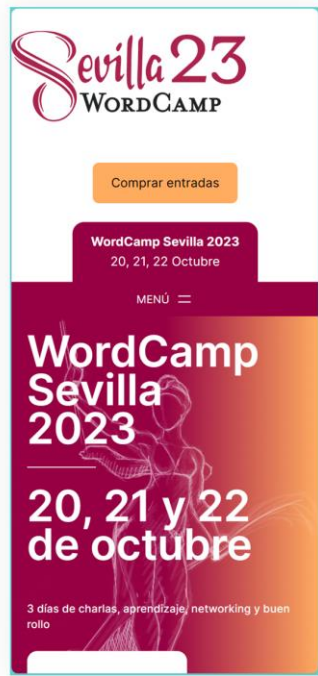 Sevilla 23
WORDCAMP
Comprar entradas
WordCamp Sevilla 2023
20, 21, 22 Octubre
MENÚ
WordCamp
Sevilla
2023
20, 21 y 22
de octubre
3 días de charlas, aprendizaje, networking y buen
rollo